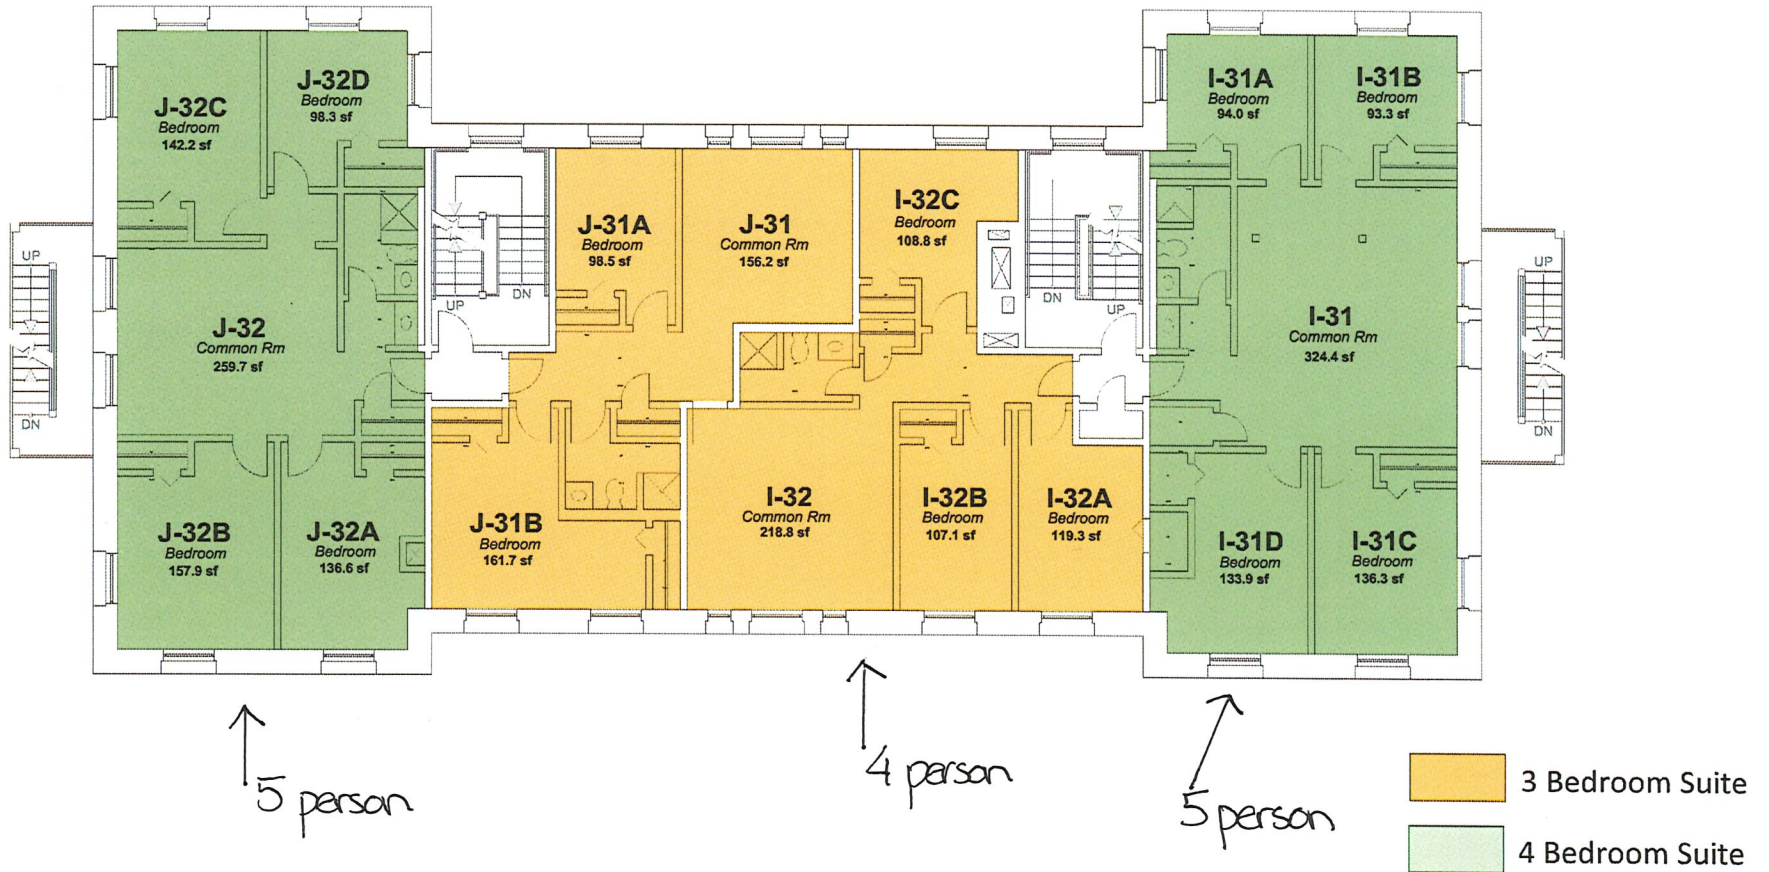 J-32C
Bedroom
142.2 sf
J-32D
Bedroom
98.3 sf
I-31A
Bedroom
94.0 sf
I-31B
Bedroom
93.3 sf
J-31A
Bedroom
98.5 sf
J-31
Common Rm
156.2 sf
I-32C
Bedroom
108.8 sf
UP
DN
UP
DN
DN
UP
UP
DN
J-32
Common Rm
259.7 sf
I-31
Common Rm
324.4 sf
J-32B
Bedroom
157.9 sf
J-32A
Bedroom
136.6 sf
J-31B
Bedroom
161.7 sf
I-32
Common Rm
218.8 sf
I-32B
Bedroom
107.1 sf
I-32A
Bedroom
119.3 sf
I-31D
Bedroom
133.9 sf
I-31C
Bedroom
136.3 sf
5 person
4 person
5 person
3 Bedroom Suite
4 Bedroom Suite